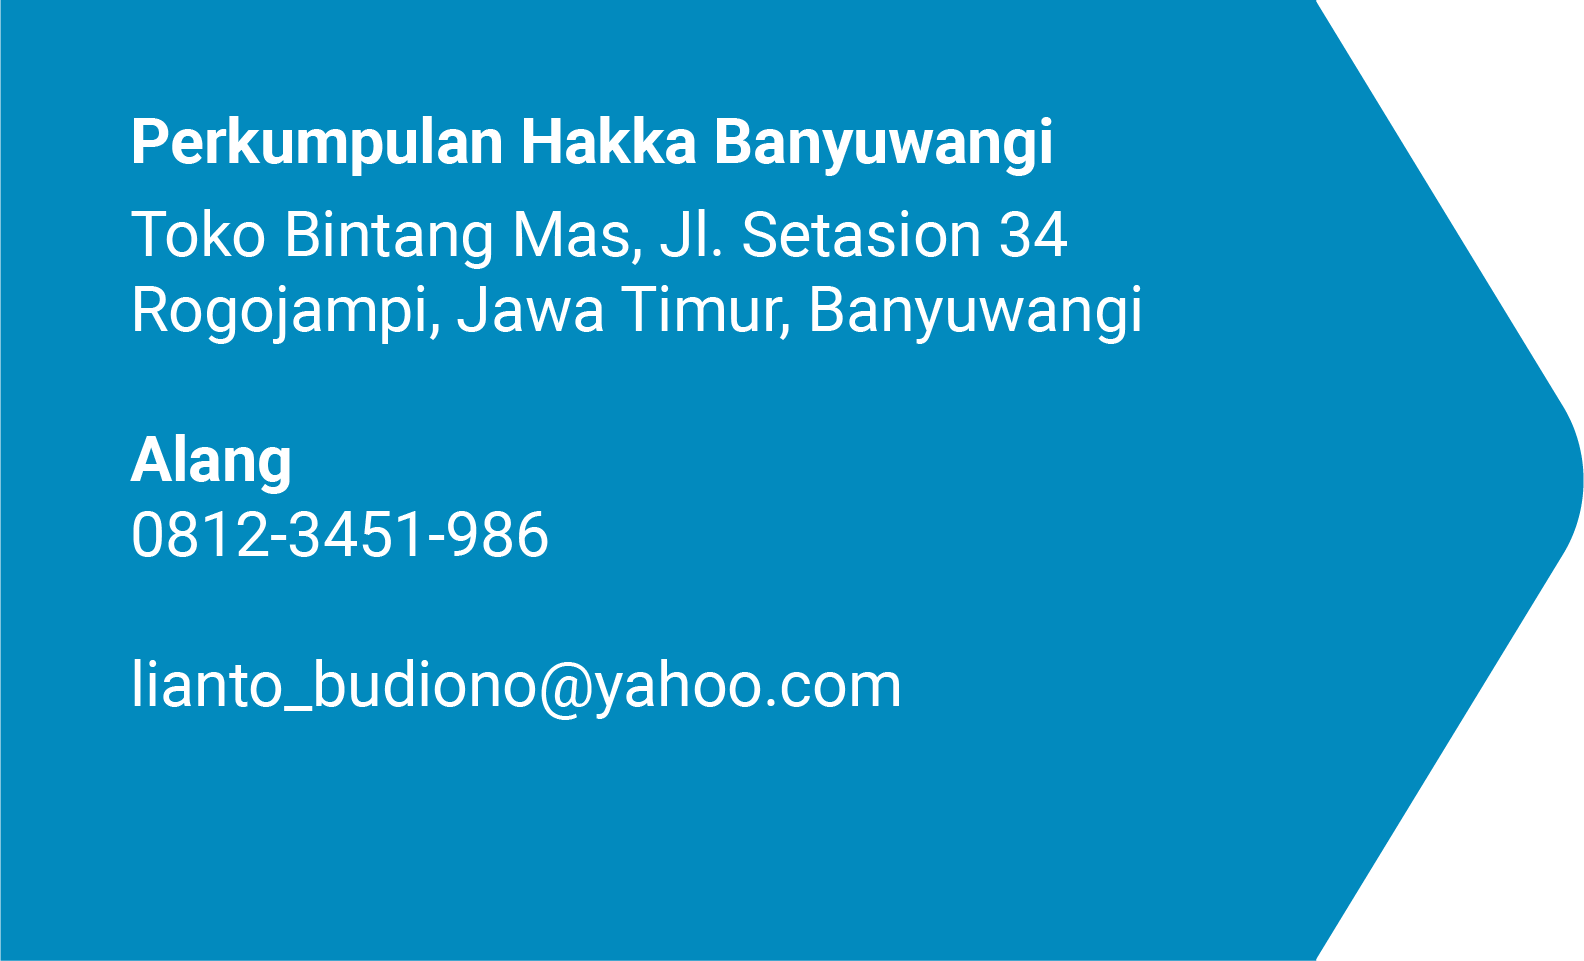 Perkumpulan Hakka Banyuwangi
Toko Bintang Mas, Jl. Setasion 34
Rogojampi, Jawa Timur, Banyuwangi
Alang
0812-3451-986
lianto_budiono@yahoo.com